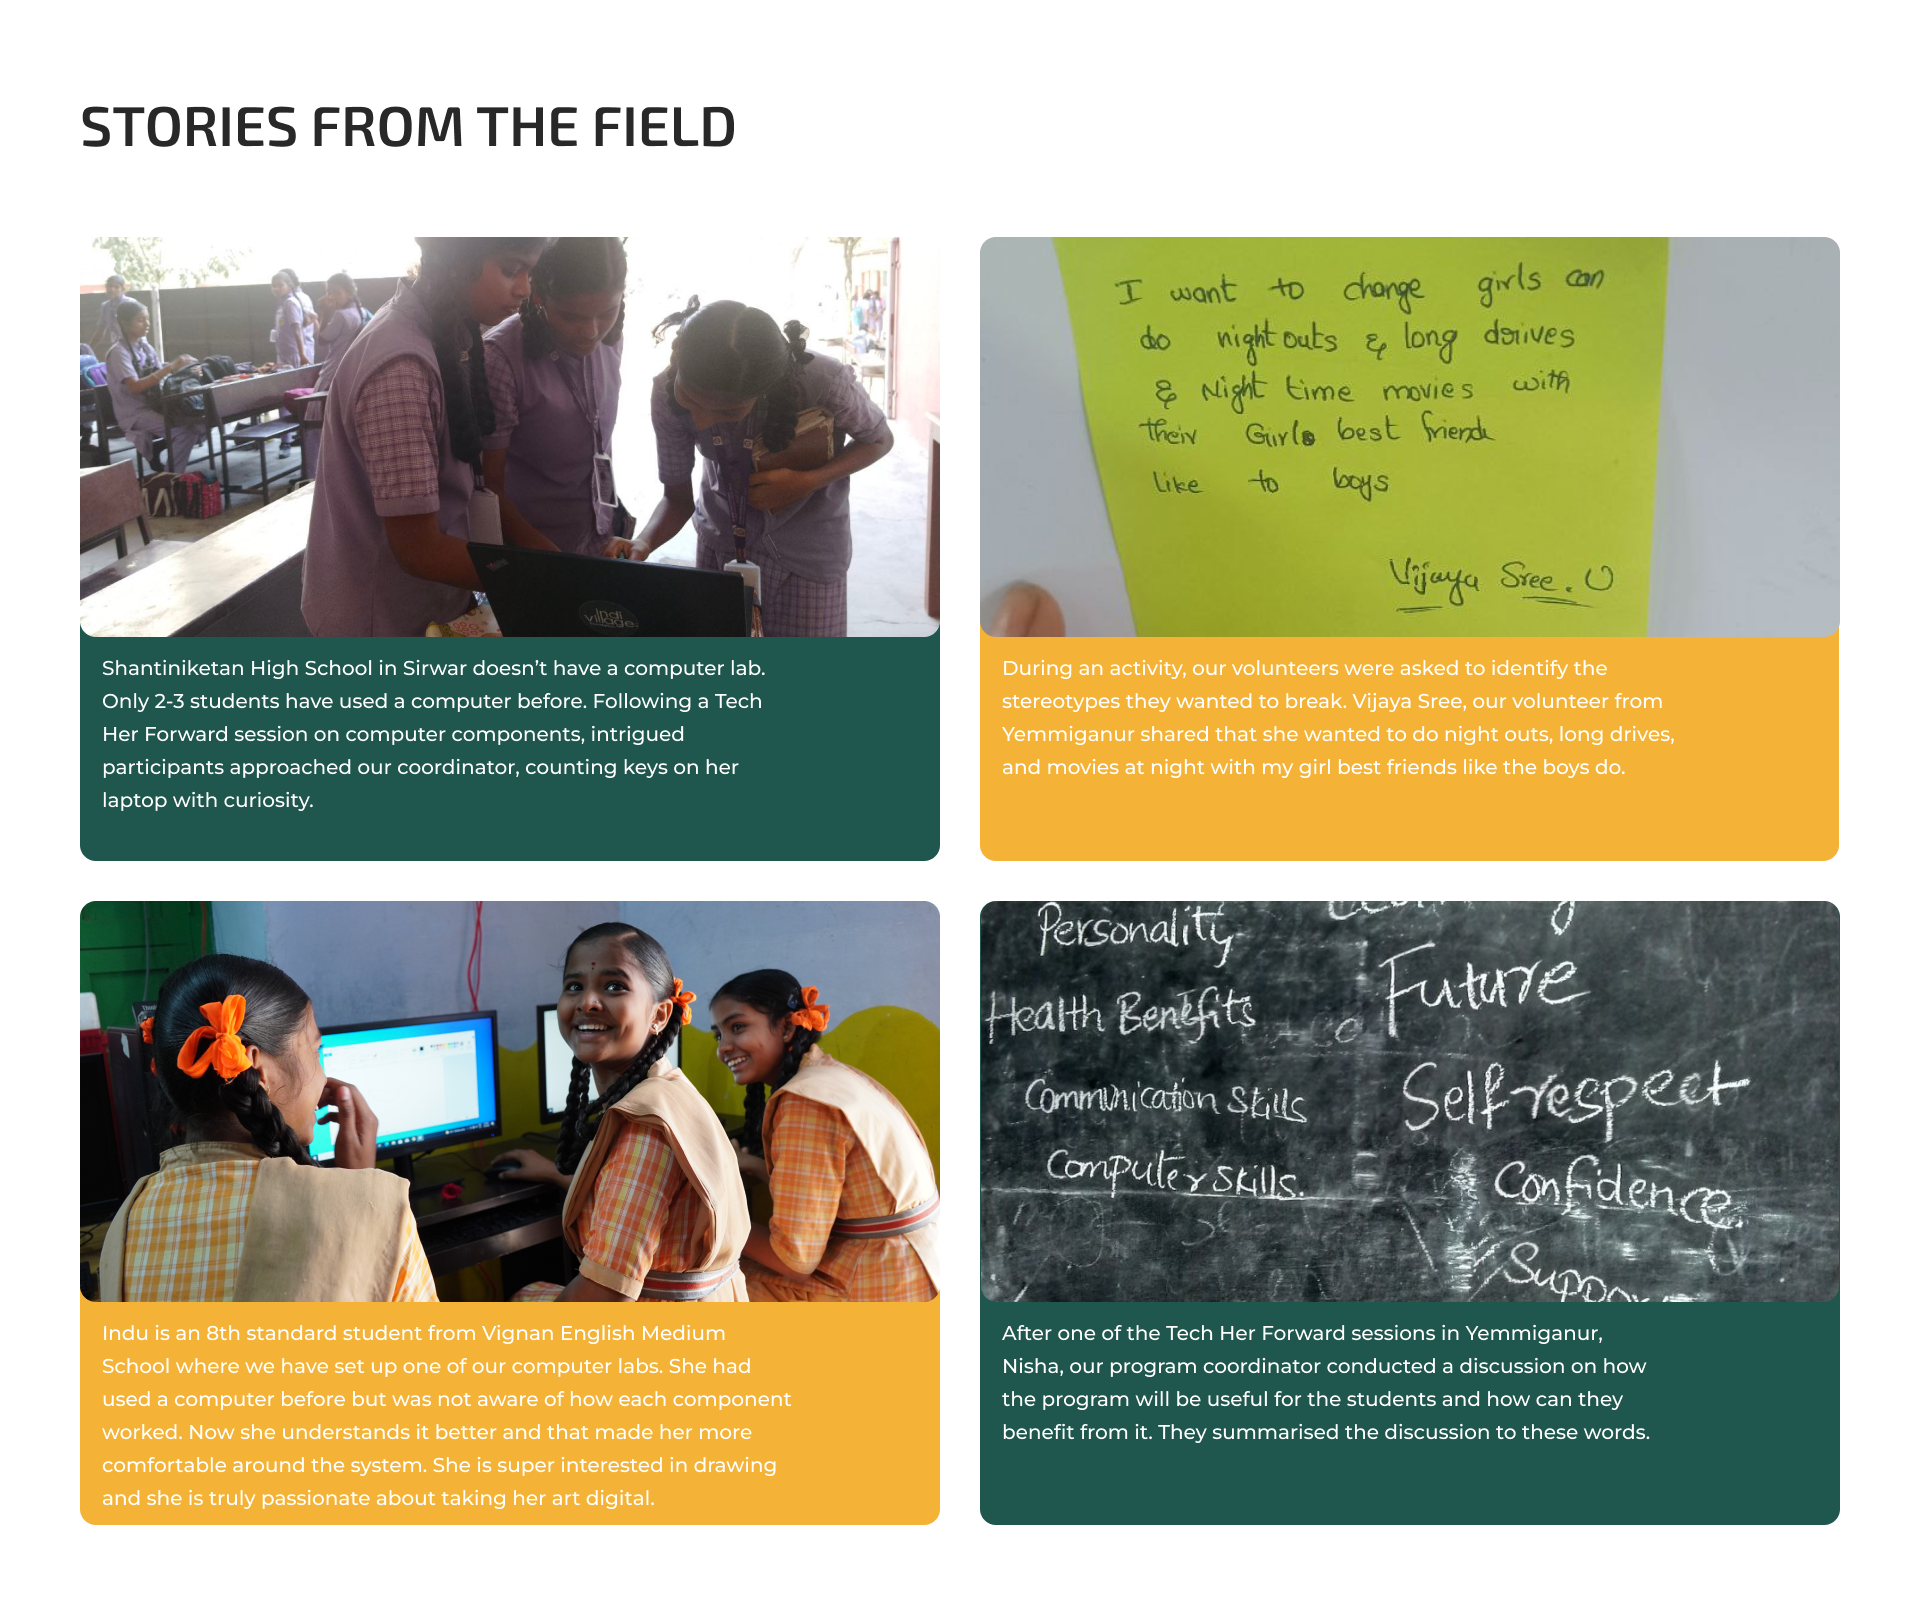 STORIES FROM THE FIELD
Indi
village
Shantiniketan High School in Sirwar doesn’t have a computer lab.
Only 2-3 students have used a computer before. Following a Tech
Her Forward session on computer components, intrigued
participants approached our coordinator, counting keys on her
laptop with curiosity.
I want to change girls can
do night outs & long drives
& Night time movies with
their Girls best friends
like to boys
Vijaya Sree. U
During an activity, our volunteers were asked to identify the
stereotypes they wanted to break. Vijaya Sree, our volunteer from
Yemmiganur shared that she wanted to do night outs, long drives,
and movies at night with my girl best friends like the boys do.
Indu is an 8th standard student from Vignan English Medium
School where we have set up one of our computer labs. She had
used a computer before but was not aware of how each component
worked. Now she understands it better and that made her more
comfortable around the system. She is super interested in drawing
and she is truly passionate about taking her art digital.
Personality
Health Benefits
Communication Skills
Computer Skills.
Future
Self respect
Confidence
After one of the Tech Her Forward sessions in Yemmiganur,
Nisha, our program coordinator conducted a discussion on how
the program will be useful for the students and how can they
benefit from it. They summarised the discussion to these words.